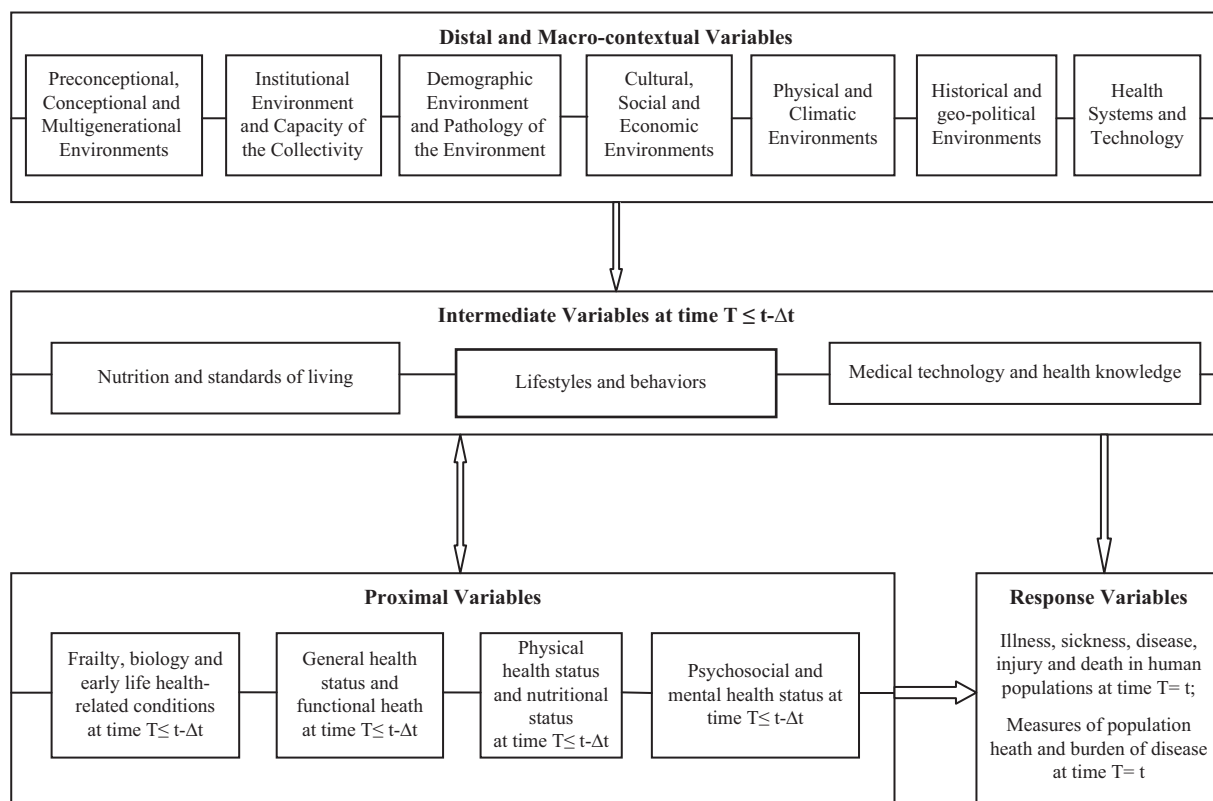 Distal and Macro-contextual Variables
Preconceptional,
Conceptional and
Multigenerational
Environments
Institutional
Environment
and Capacity of
the Collectivity
Demographic
Environment
and Pathology of
the Environment
Cultural,
Social and
Economic
Environments
Physical and
Climatic
Environments
Historical and
geo-political
Environments
Health
Systems and
Technology
Intermediate Variables at time T ≤ t-Δt
Nutrition and standards of living
Lifestyles and behaviors
Medical technology and health knowledge
Proximal Variables
Frailty, biology and
early life health-
related conditions
at time T≤ t-Δt
General health
status and
functional heath
at time T≤ t-Δt
Physical
health status
and nutritional
status
at time T≤ t-Δt
Psychosocial and
mental health status at
time T≤ t-Δt
Response Variables
Illness, sickness, disease,
injury and death in human
populations at time T= t;
Measures of population
heath and burden of disease
at time T= t